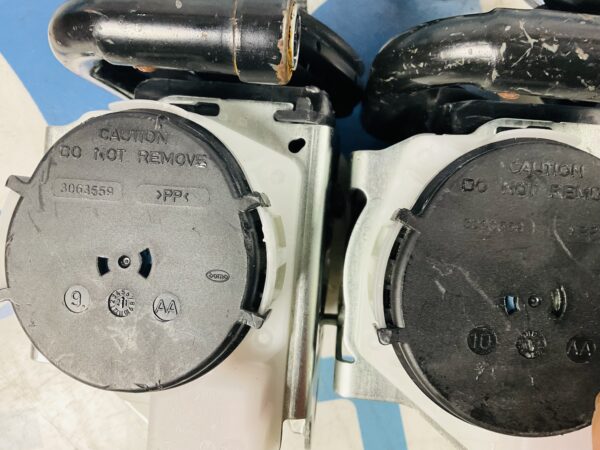 CAUTION
DO NOT REMOVE
3063559 >PP<
9 AA
CAUTION
DO NOT REMO
10 AA